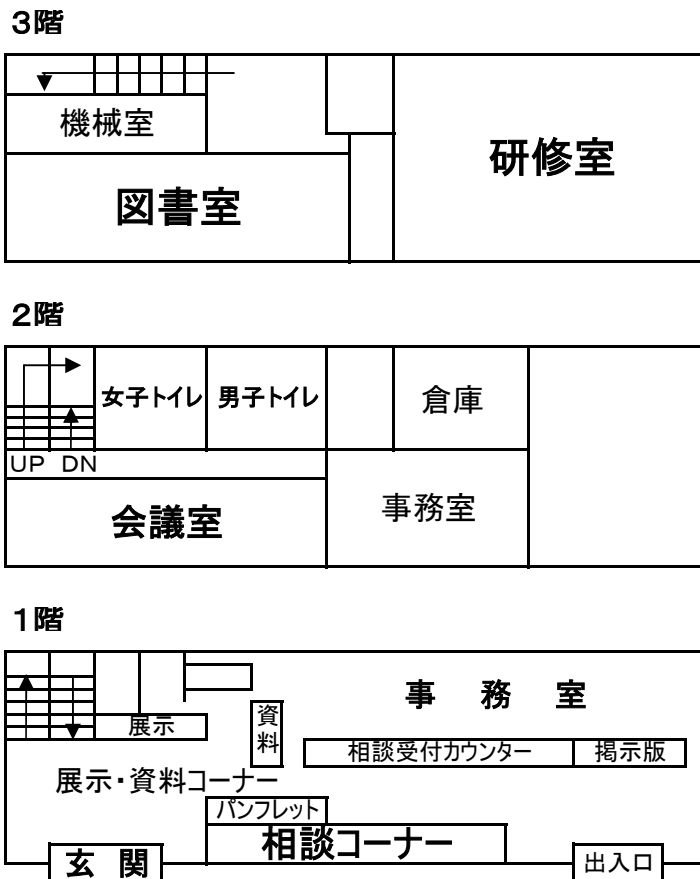 3階
機械室
研修室
図書室
2階
女子トイレ 男子トイレ 倉庫
UP DN
会議室 事務室
1階
事 務 室
展示
資料
相談受付カウンター 掲示版
展示・資料コーナー
パンフレット
相談コーナー
玄 関
出入口